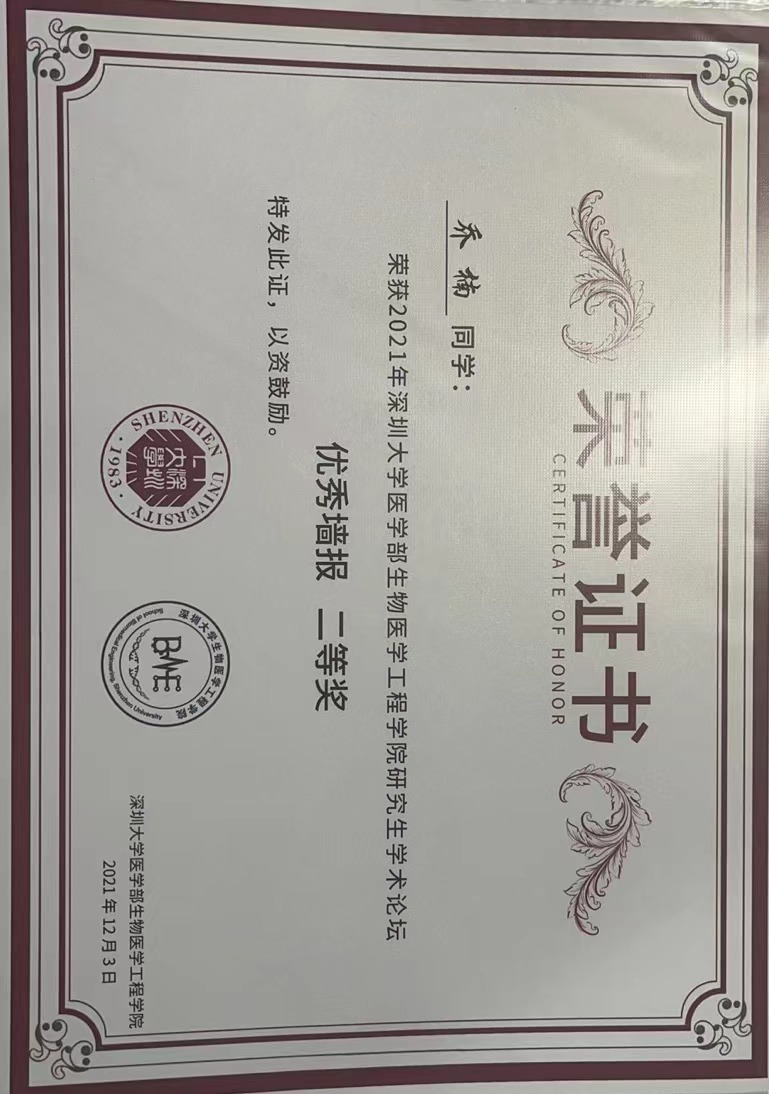 荣誉证书
CERTIFICATE OF HONOR
乔楠 同学：
荣获2021年深圳大学医学部生物医学工程学院研究生学术论坛
优秀墙报 二等奖
特发此证，以资鼓励。
SHENZHEN UNIVERSITY
深圳大學
·1983·
深圳大学生物医学工程学院
BME
School of Biomedical Engineering, Shenzhen University
深圳大学医学部生物医学工程学院
2021年12月3日